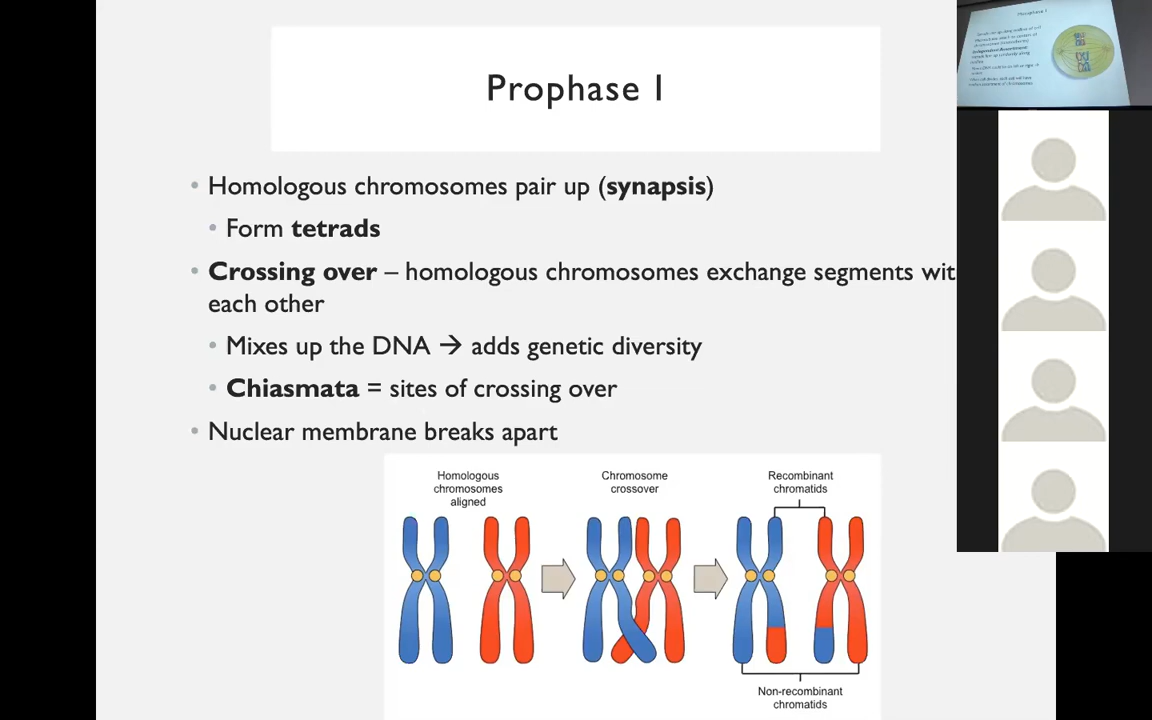 Prophase I
• Homologous chromosomes pair up (synapsis)
• Form tetrads
• Crossing over – homologous chromosomes exchange segments wit
each other
• Mixes up the DNA → adds genetic diversity
• Chiasmata = sites of crossing over
• Nuclear membrane breaks apart
Homologous
chromosomes
aligned
Chromosome
crossover
Recombinant
chromatids
Non-recombinant
chromatids